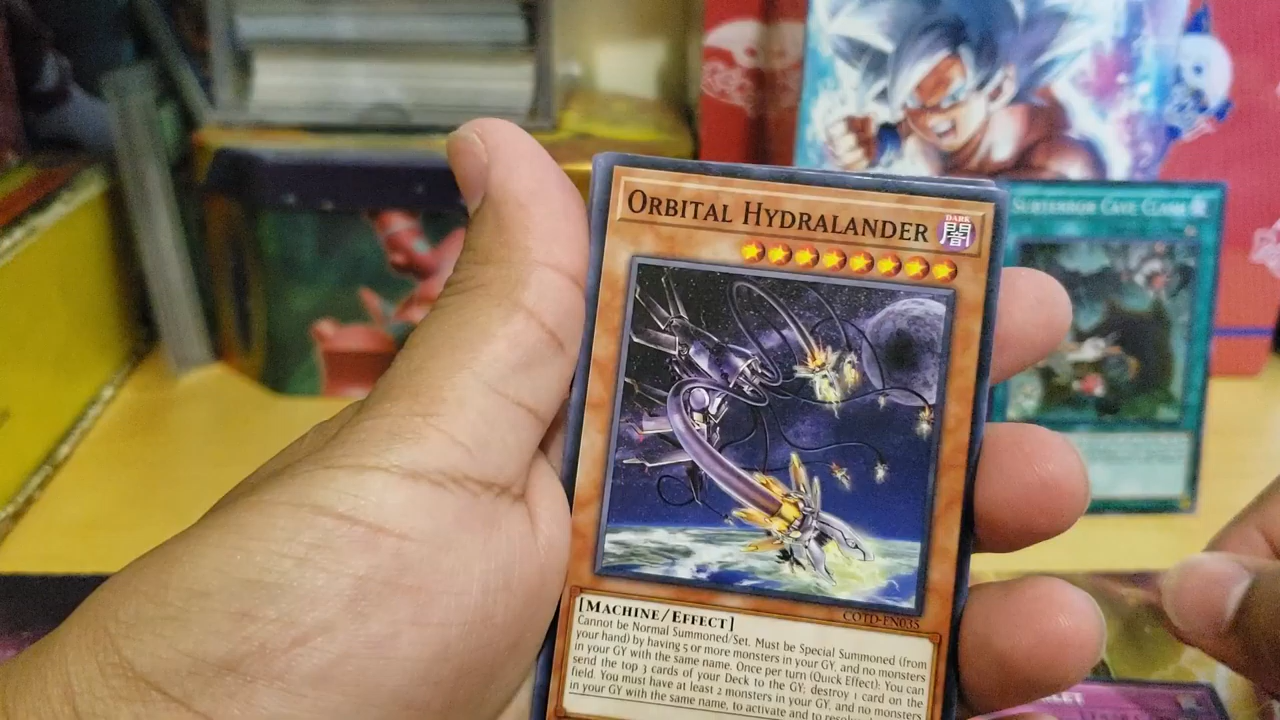 ORBITAL HYDRALANDER
DARK
闇
SUBTERROR CAVE CLASH
COTD-EN035
[MACHINE/EFFECT]
Cannot be Normal Summoned/Set. Must be Special Summoned (from
your hand) by having 5 or more monsters in your GY, and no monsters
in your GY with the same name. Once per turn (Quick Effect): You can
send the top 3 cards of your Deck to the GY; destroy 1 card on the
field. You must have at least 2 monsters in your GY, and no monsters
in your GY with the same name, to activate and to